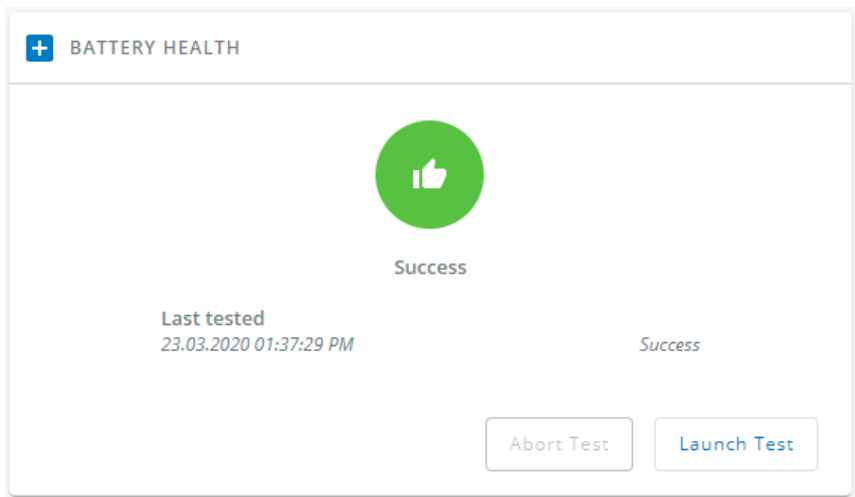 BATTERY HEALTH
Success
Last tested
23.03.2020 01:37:29 PM Success
Abort Test Launch Test